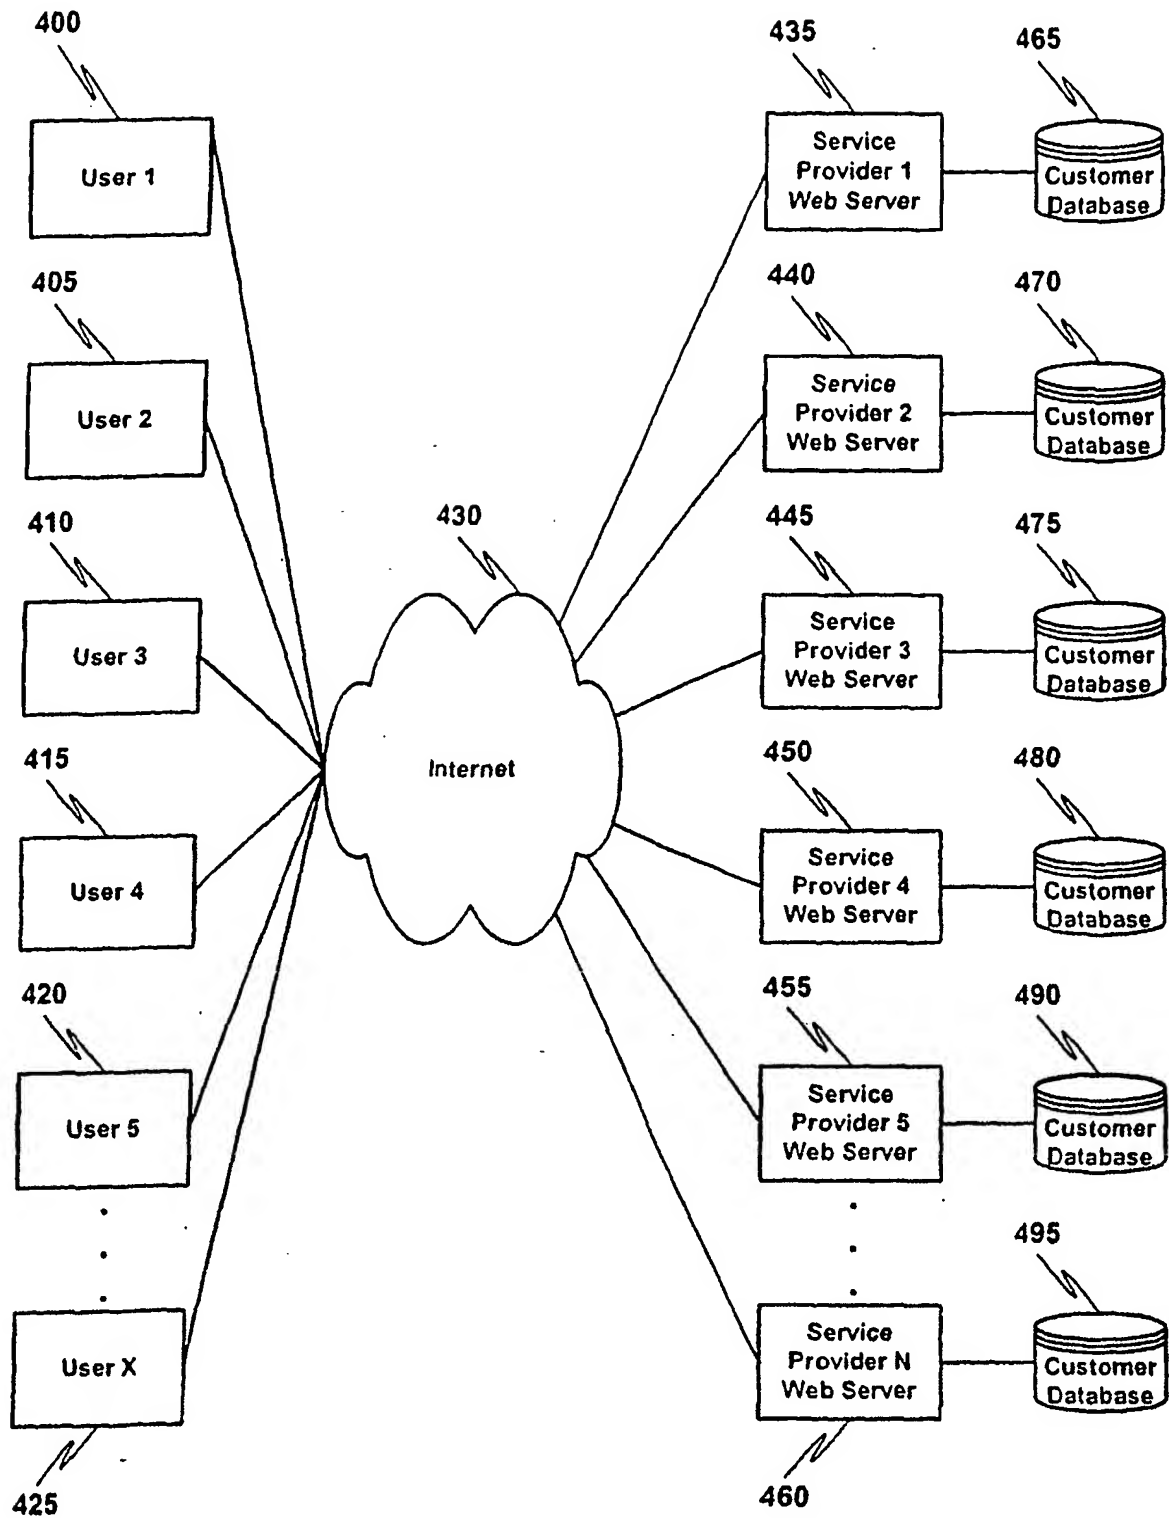 400
435
465
User 1
Service
Provider 1
Web Server
Customer
Database
405
440
470
User 2
Service
Provider 2
Web Server
Customer
Database
410
430
445
475
User 3
Service
Provider 3
Web Server
Customer
Database
415
Internet
450
480
User 4
Service
Provider 4
Web Server
Customer
Database
420
455
490
User 5
Service
Provider 5
Web Server
Customer
Database
495
User X
Service
Provider N
Web Server
Customer
Database
425
460